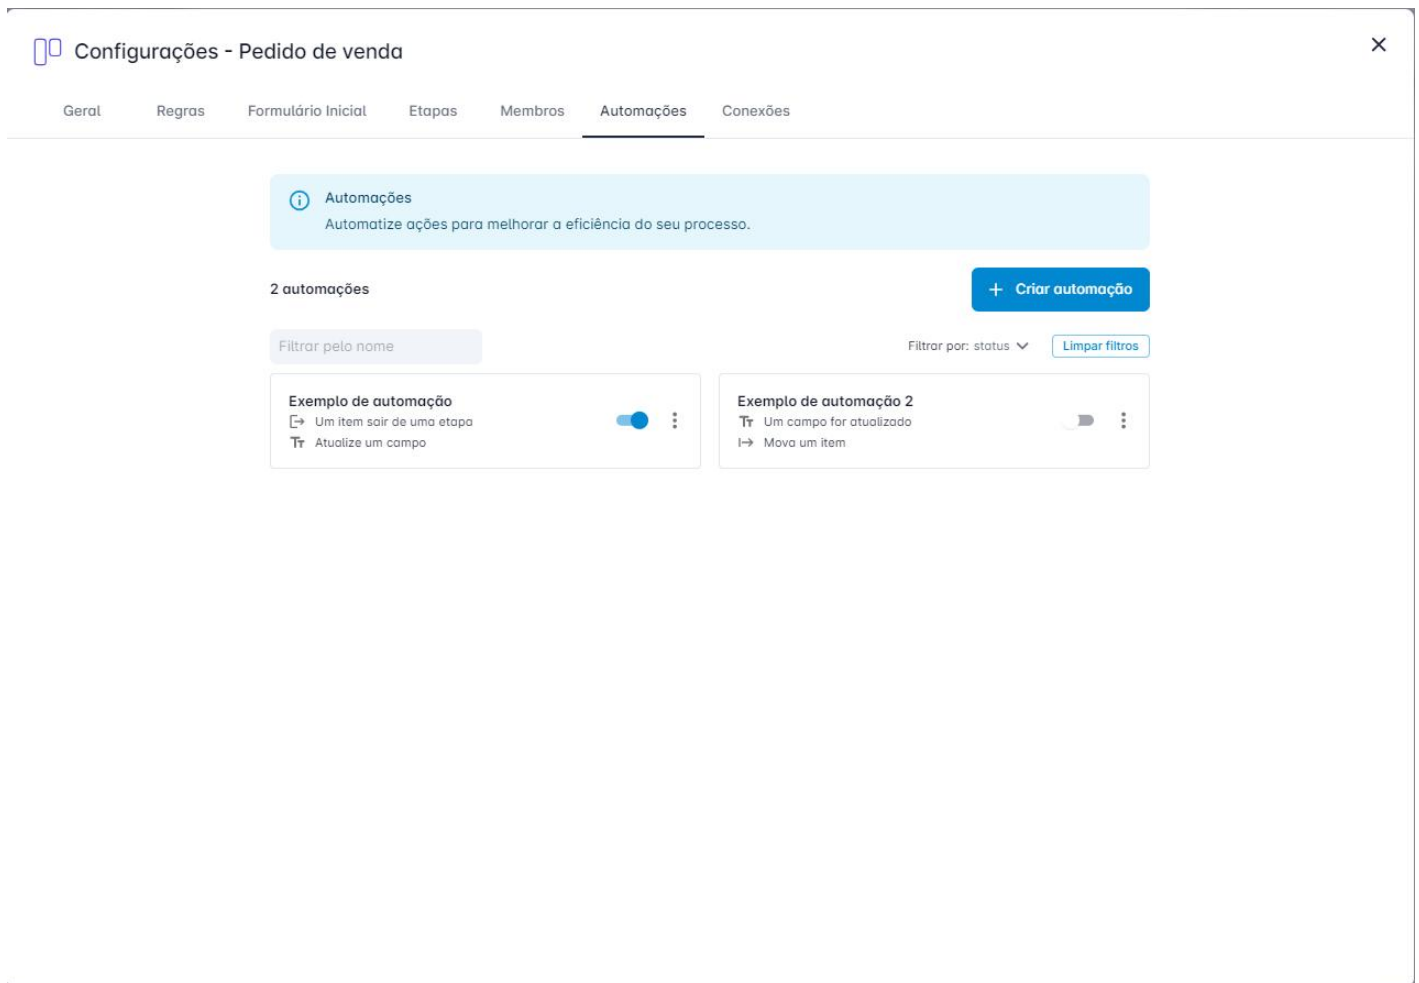 Configurações - Pedido de venda
Geral Regras Formulário Inicial Etapas Membros Automações Conexões
Automações
Automatize ações para melhorar a eficiência do seu processo.
2 automações
+ Criar automação
Filtrar pelo nome
Filtrar por: status
Limpar filtros
Exemplo de automação
Um item sair de uma etapa
Atualize um campo
Exemplo de automação 2
Um campo for atualizado
Mova um item